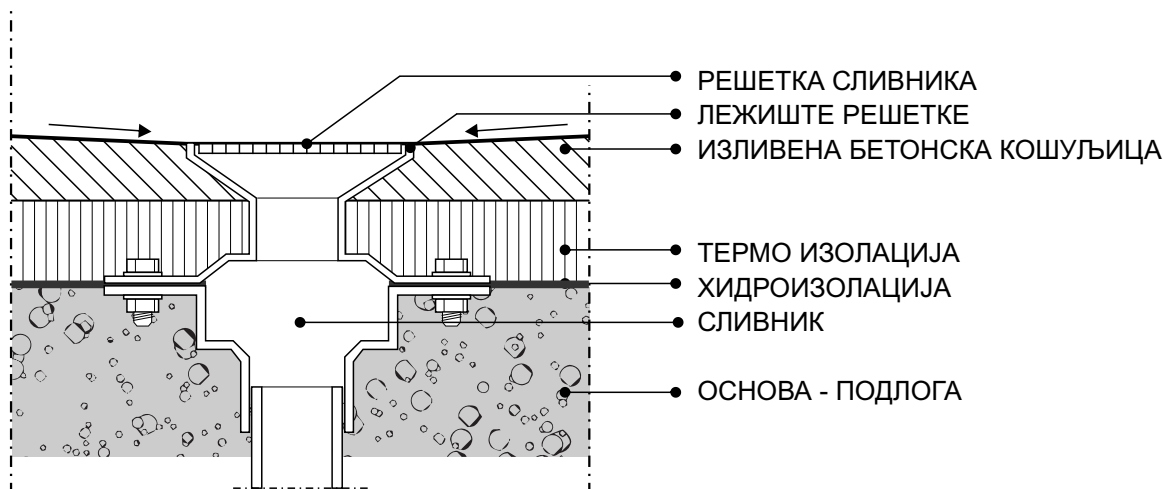 РЕШЕТКА СЛИВНИКА
ЛЕЖИШТЕ РЕШЕТКЕ
ИЗЛИВЕНА БЕТОНСКА КОШУЉИЦА
ТЕРМО ИЗОЛАЦИЈА
ХИДРОИЗОЛАЦИЈА
СЛИВНИК
ОСНОВА - ПОДЛОГА